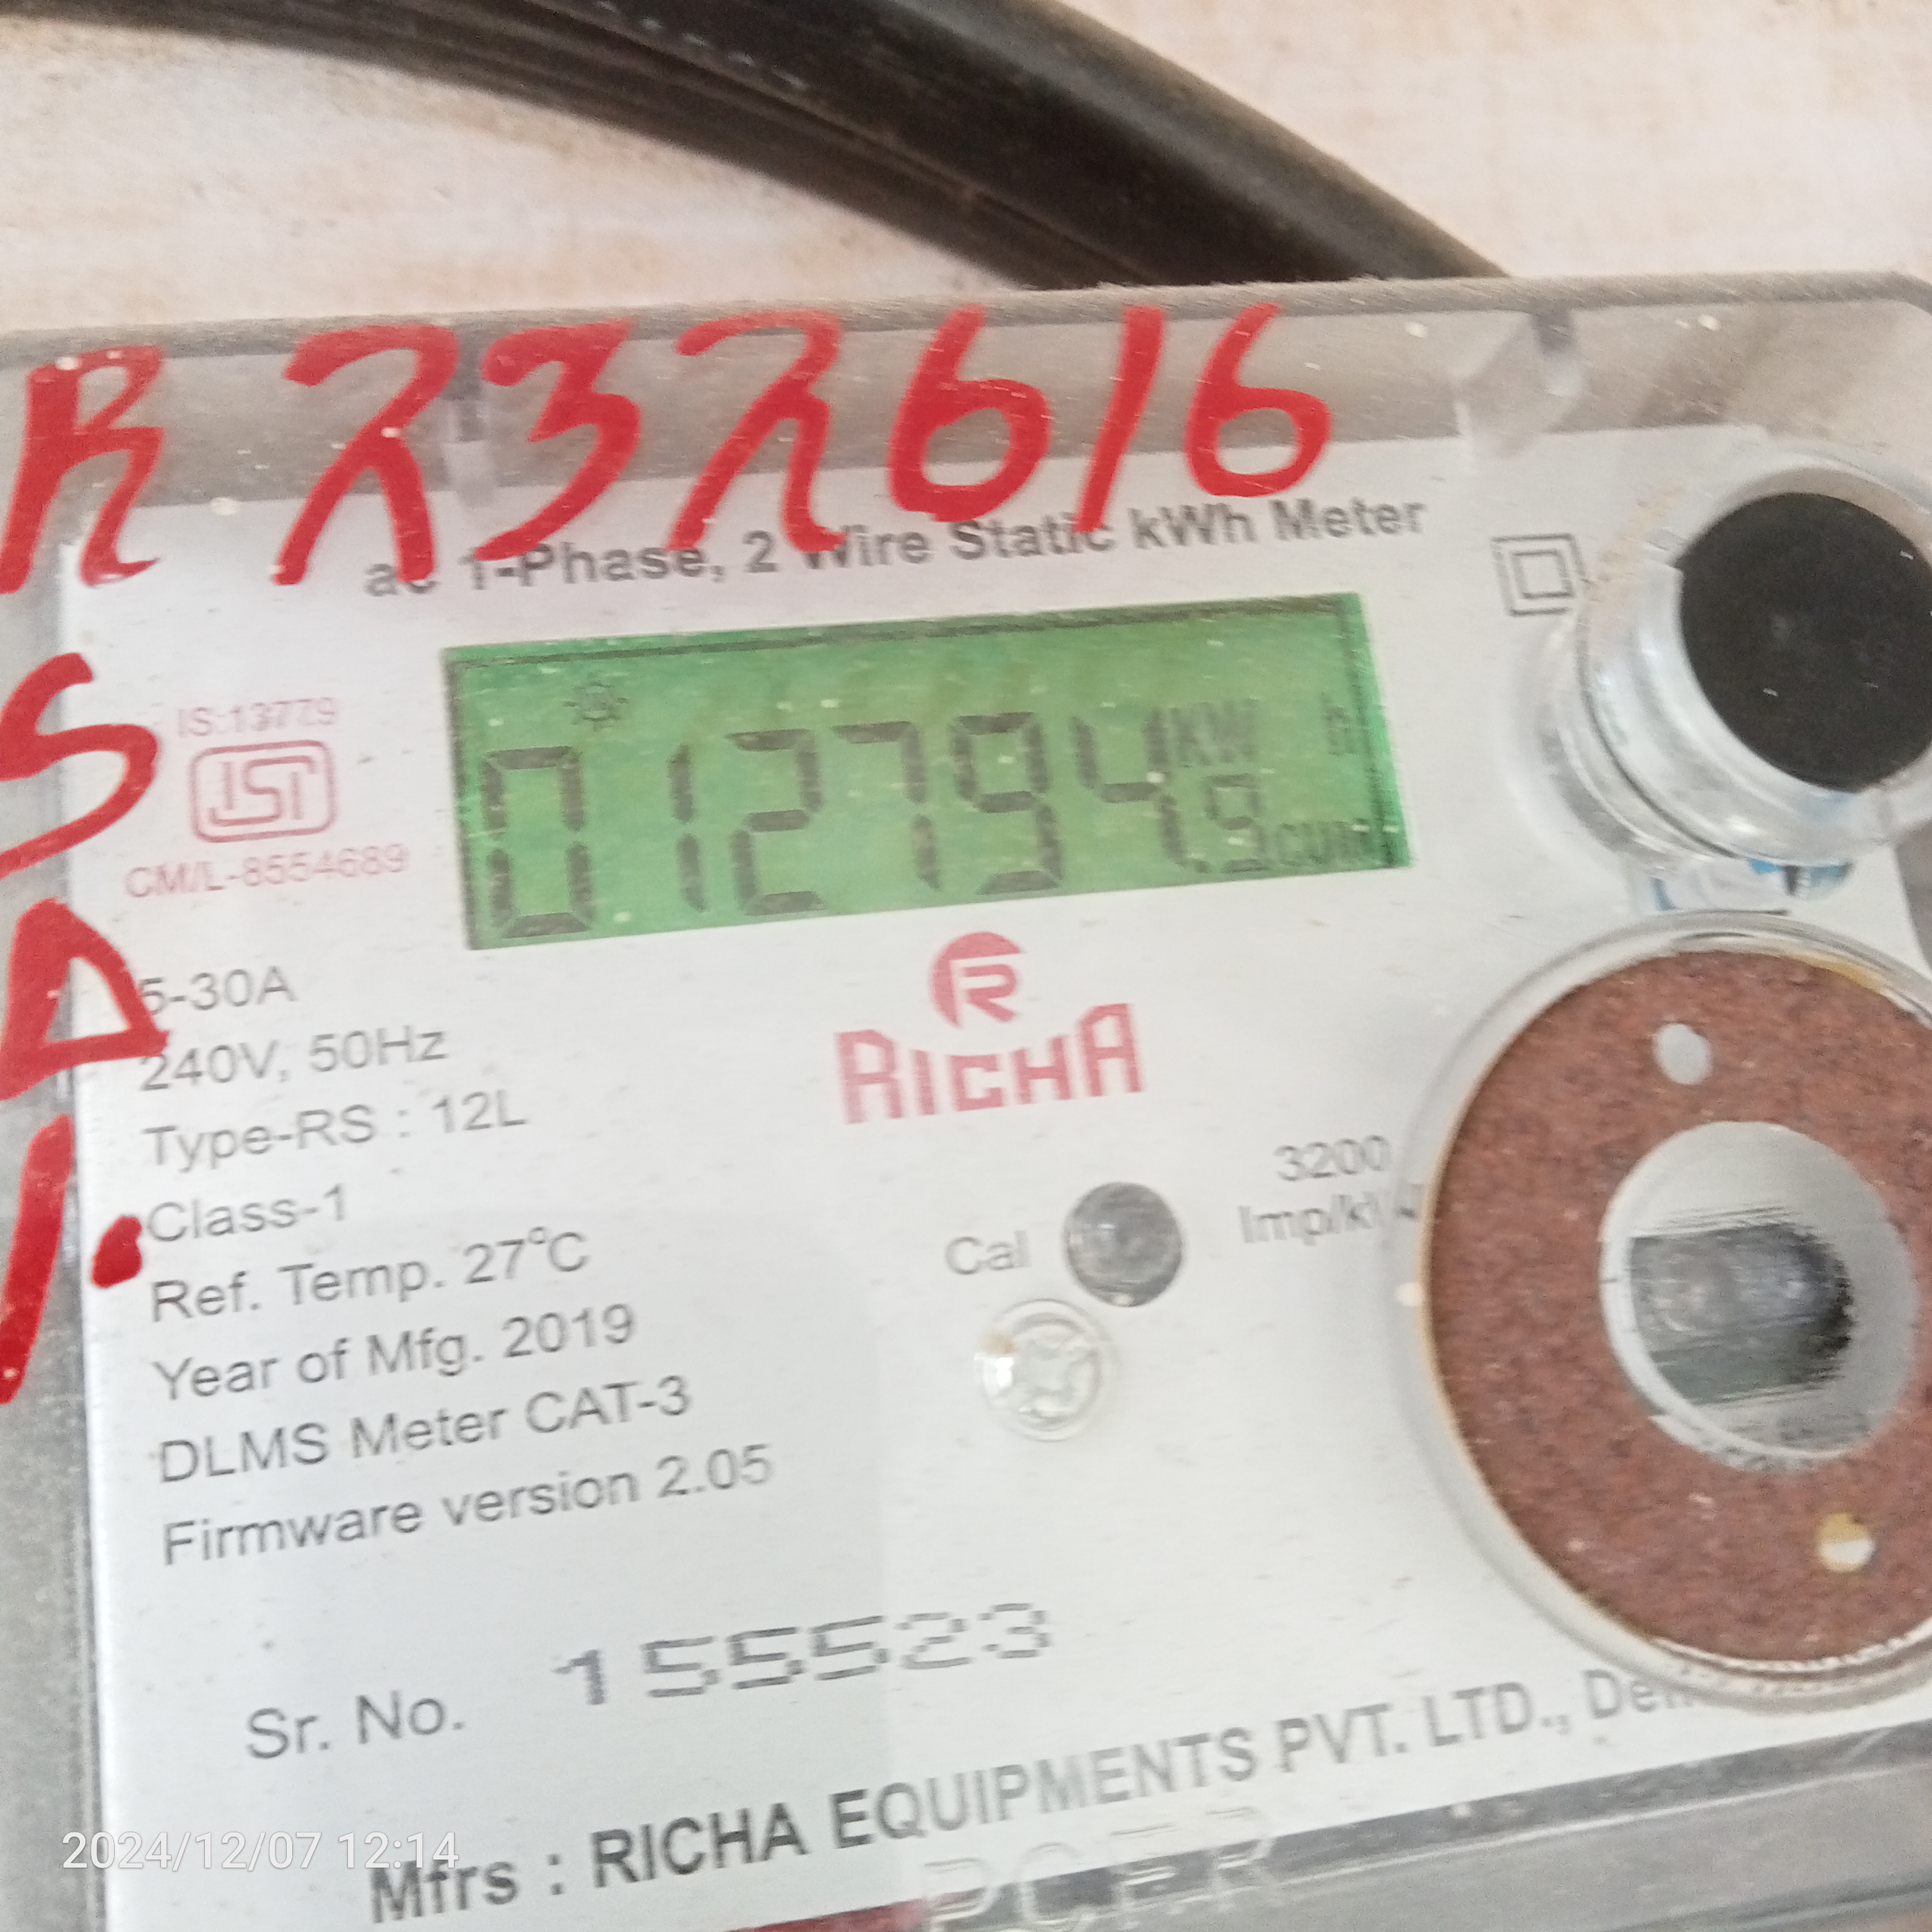 R 232616
S
A
I.
ac 1-Phase, 2 Wire Static kWh Meter
IS:13779
ISI
CM/L-8554689
012794.9
KW h
cum
5-30A
240V, 50Hz
Type-RS : 12L
Class-1
Ref. Temp. 27°C
Year of Mfg. 2019
DLMS Meter CAT-3
Firmware version 2.05
R
RICHA
Cal
3200
Imp/k
Sr. No. 155523
Mfrs : RICHA EQUIPMENTS PVT. LTD.,
2024/12/07 12:14